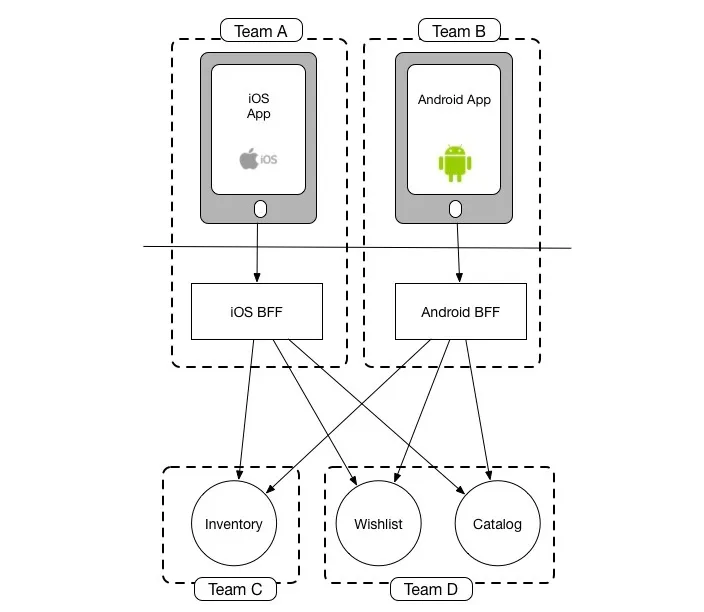 Team A
Team B
iOS
App
Android App
iOS
iOS BFF
Android BFF
Inventory
Wishlist
Catalog
Team C
Team D